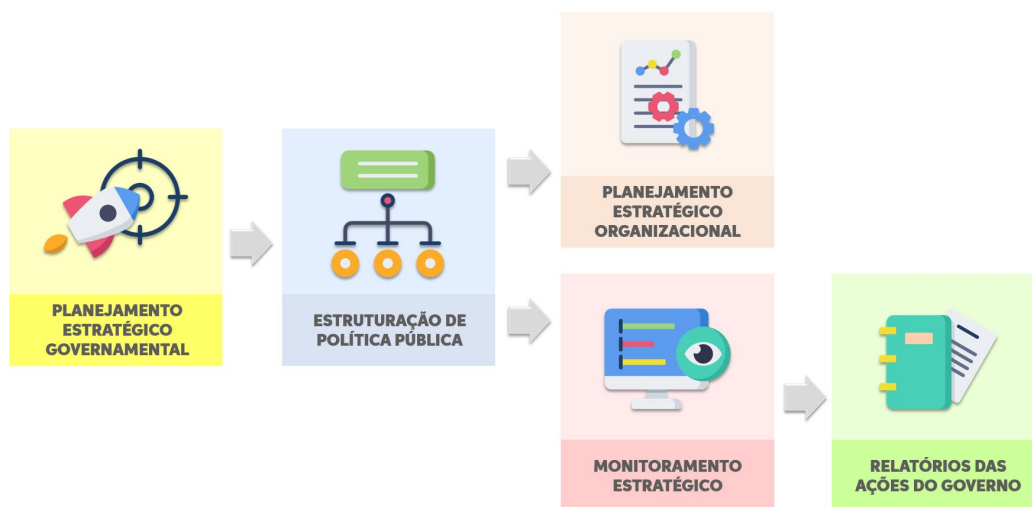 PLANEJAMENTO
ESTRATÉGICO
GOVERNAMENTAL
ESTRUTURAÇÃO DE
POLÍTICA PÚBLICA
PLANEJAMENTO
ESTRATÉGICO
ORGANIZACIONAL
MONITORAMENTO
ESTRATÉGICO
RELATÓRIOS DAS
AÇÕES DO GOVERNO